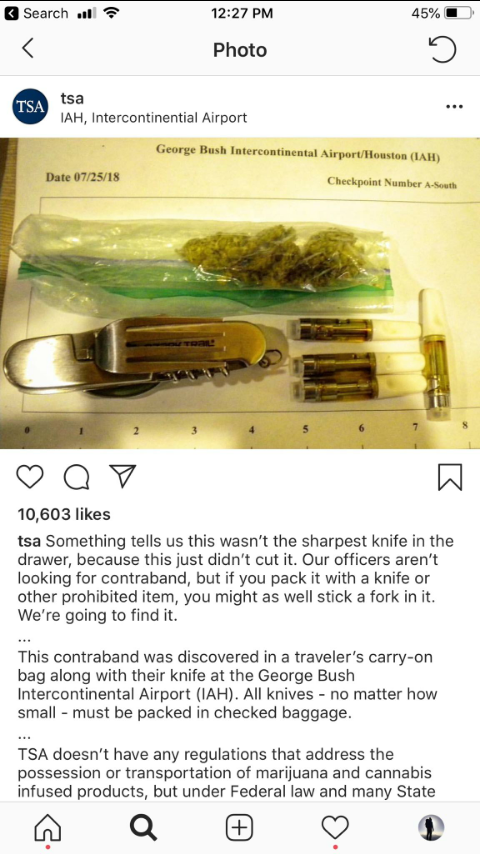 Search
12:27 PM
45%
Photo
TSA
tsa
IAH, Intercontinential Airport
George Bush Intercontinental Airport/Houston (IAH)
Date 07/25/18
Checkpoint Number A-South
0 1 2 3 4 5 6 7 8
10,603 likes
tsa Something tells us this wasn’t the sharpest knife in the
drawer, because this just didn’t cut it. Our officers aren’t
looking for contraband, but if you pack it with a knife or
other prohibited item, you might as well stick a fork in it.
We’re going to find it.
...
This contraband was discovered in a traveler’s carry-on
bag along with their knife at the George Bush
Intercontinental Airport (IAH). All knives - no matter how
small - must be packed in checked baggage.
...
TSA doesn’t have any regulations that address the
possession or transportation of marijuana and cannabis
infused products, but under Federal law and many State